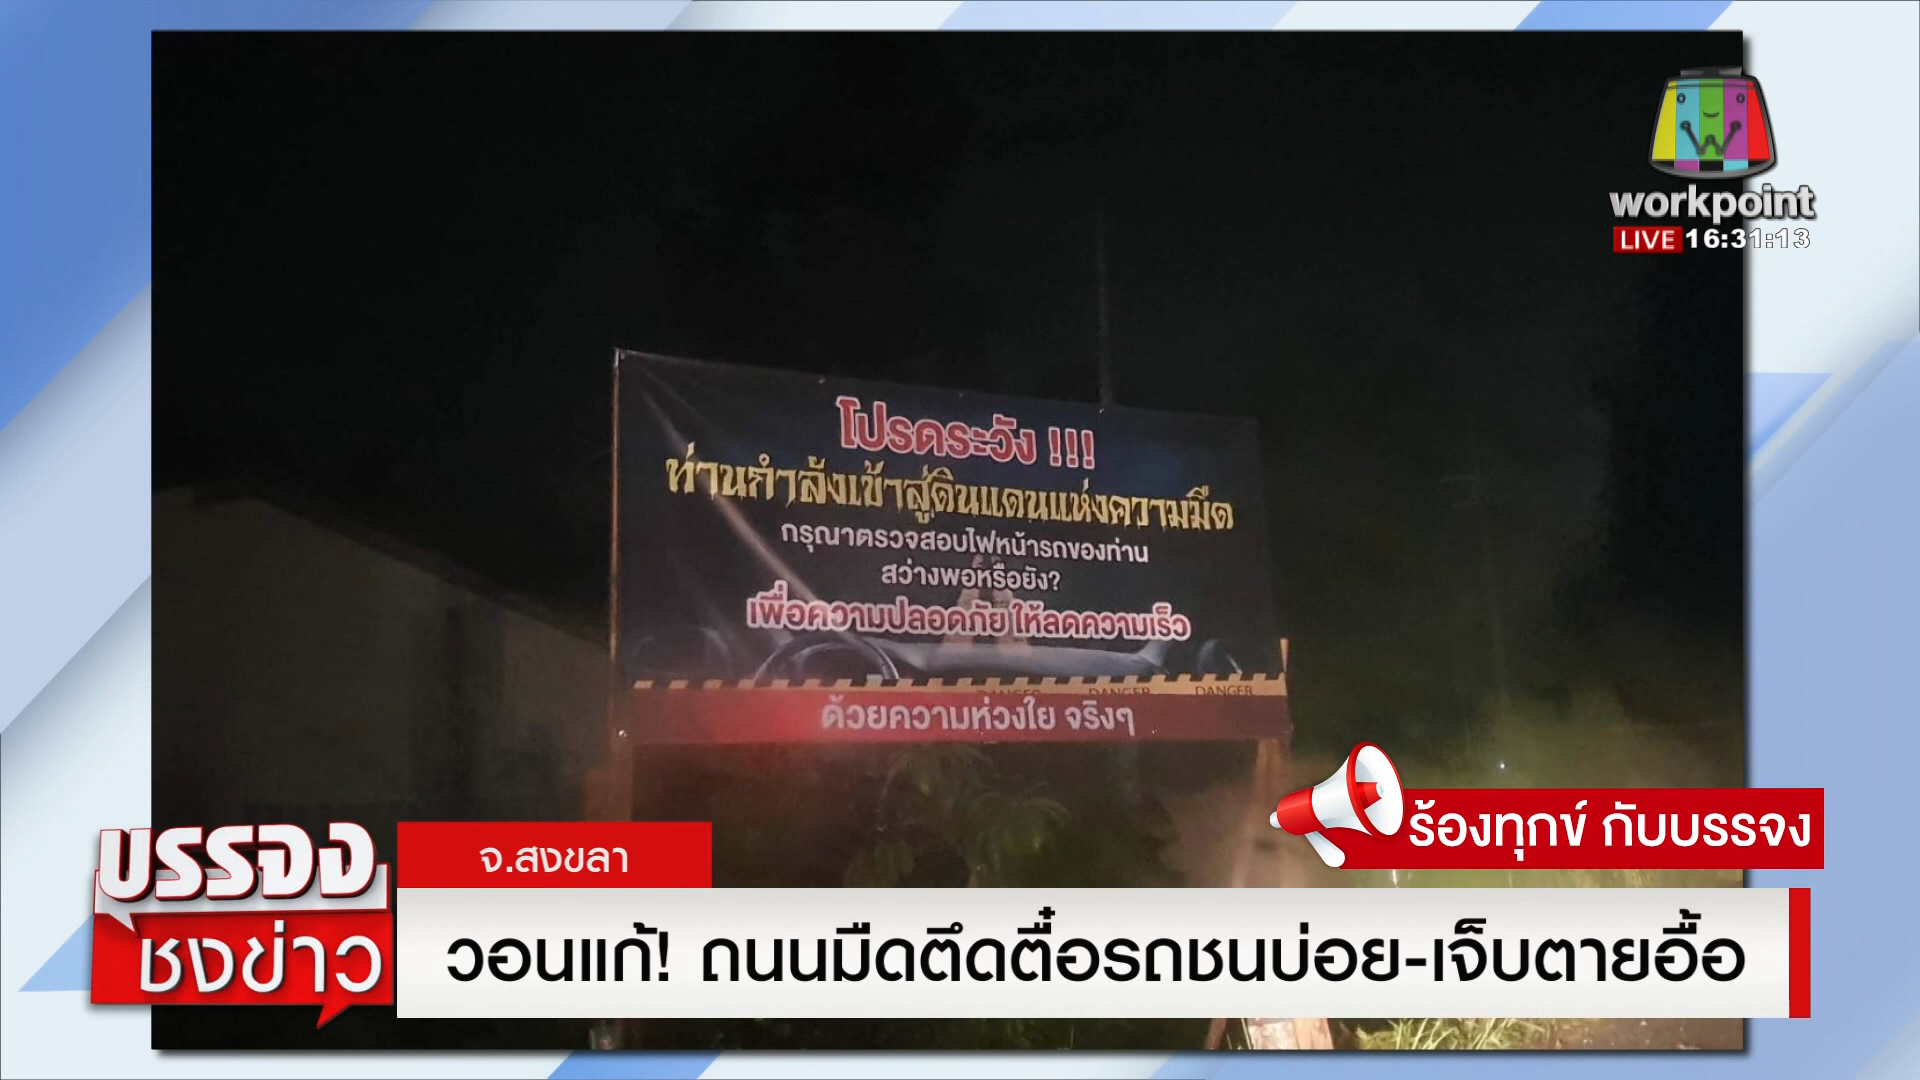 workpoint
LIVE 16:31:13
โปรดระวัง !!!
ท่านกำลังเข้าสู่ดินแดนแห่งความมืด
กรุณาตรวจสอบไฟหน้ารถของท่าน
สว่างพอหรือยัง?
เพื่อความปลอดภัย ให้ลดความเร็ว
DANGER DANGER DANGER
ด้วยความห่วงใย จริงๆ
ร้องทุกข์ กับบรรจง
บรรจง
ชงข่าว
จ.สงขลา
วอนแก้! ถนนมืดตึดตื๋อรถชนบ่อย-เจ็บตายอื้อ